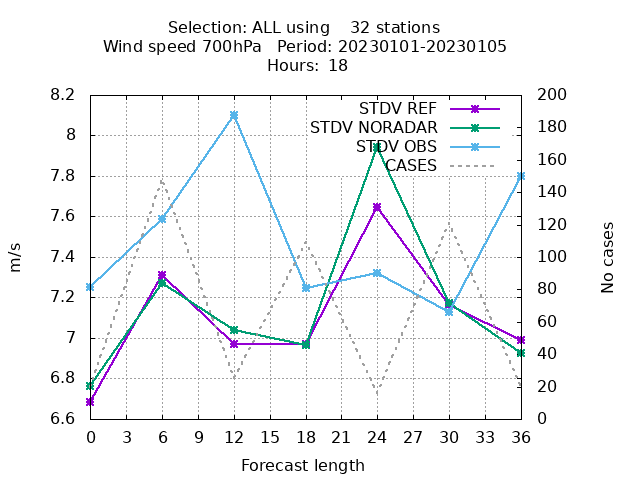 Selection: ALL using 32 stations
Wind speed 700hPa Period: 20230101-20230105
Hours: 18
STDV REF
STDV NORADAR
STDV OBS
CASES
8.2
8
7.8
7.6
7.4
7.2
7
6.8
6.6
m/s
200
180
160
140
120
100
80
60
40
20
0
No cases
0 3 6 9 12 15 18 21 24 27 30 33 36
Forecast length